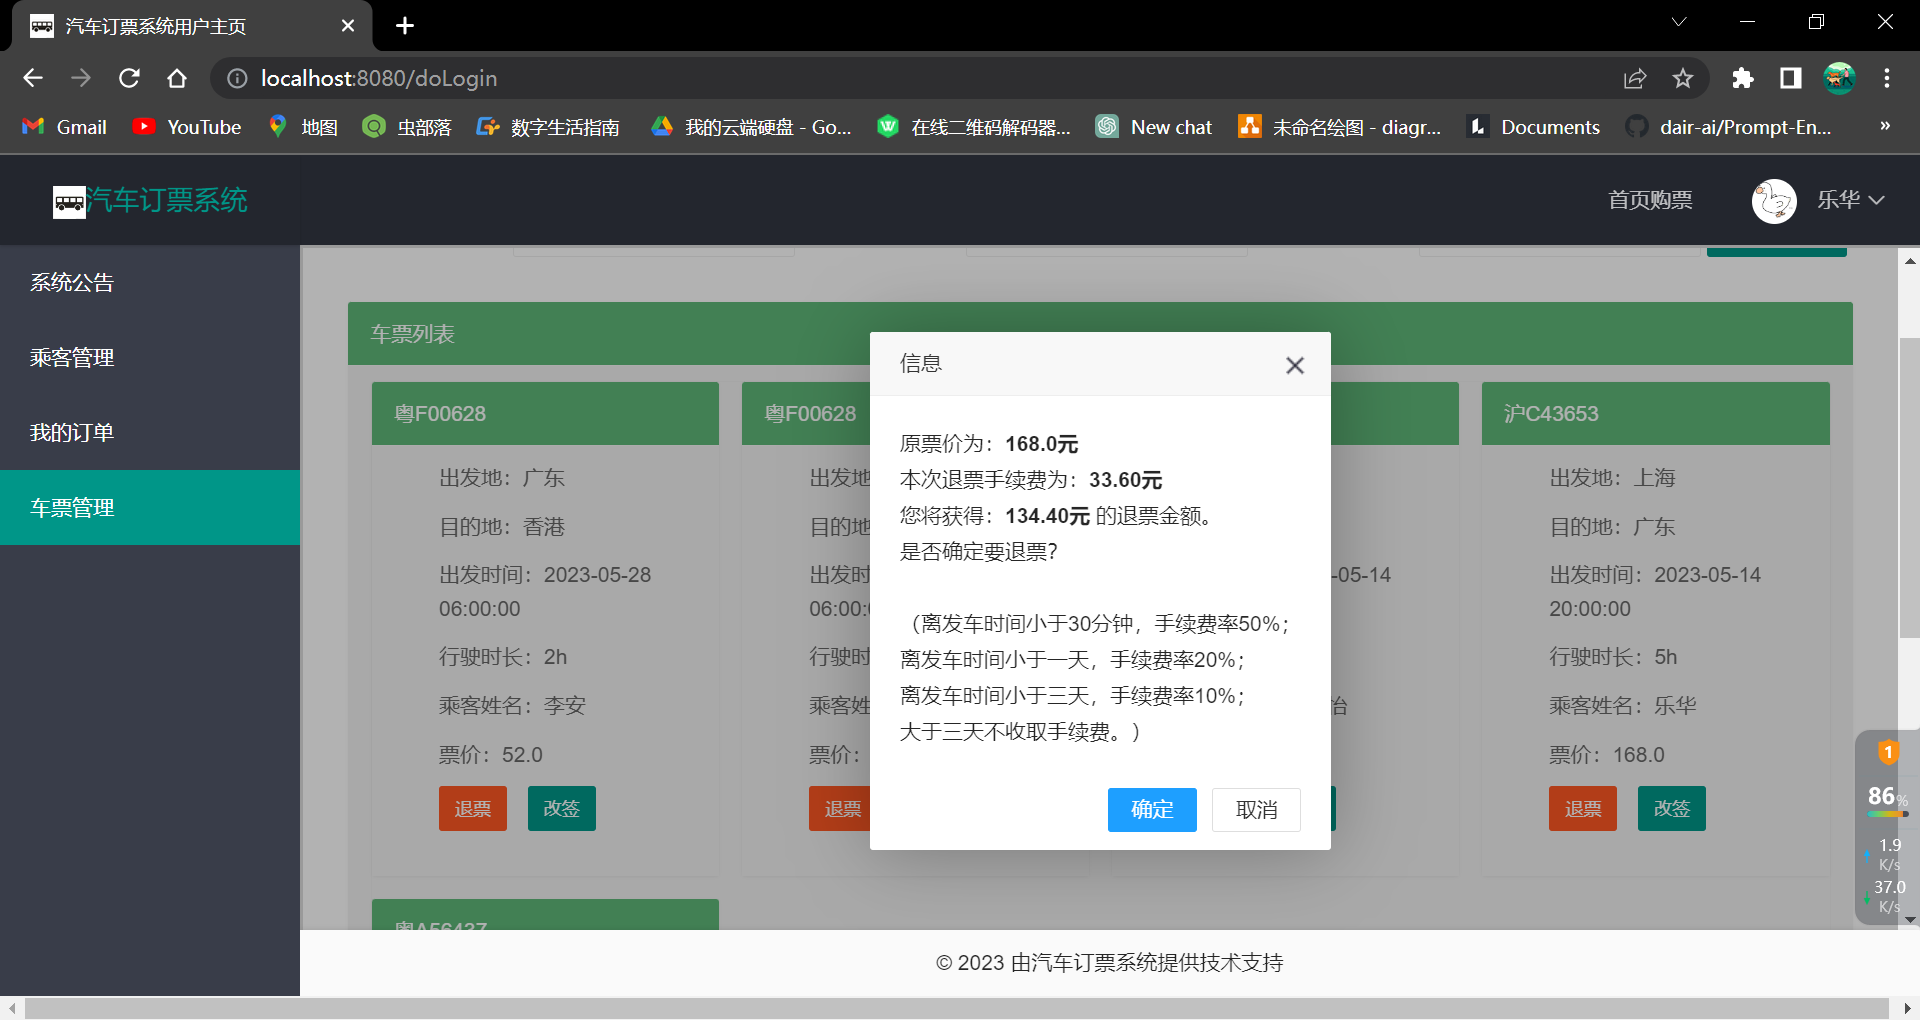 汽车订票系统用户主页
localhost:8080/doLogin
Gmail
YouTube
地图
虫部落
数字生活指南
我的云端硬盘 - Go...
在线二维码解码器...
New chat
未命名绘图 - diagr...
Documents
dair-ai/Prompt-En...
»
汽车订票系统
首页购票
乐华
系统公告
乘客管理
我的订单
车票管理
车票列表
粤F00628
出发地：广东
目的地：香港
出发时间：2023-05-28
06:00:00
行驶时长：2h
乘客姓名：李安
票价：52.0
退票
改签
粤F00628
出发地
目的地
出发时
06:00:
行驶时
乘客姓
票价：
退票
-05-14
沪C43653
出发地：上海
目的地：广东
出发时间：2023-05-14
20:00:00
行驶时长：5h
乘客姓名：乐华
票价：168.0
退票
改签
粤A56437
信息
原票价为：168.0元
本次退票手续费为：33.60元
您将获得：134.40元 的退票金额。
是否确定要退票？
（离发车时间小于30分钟，手续费率50%；
离发车时间小于一天，手续费率20%；
离发车时间小于三天，手续费率10%；
大于三天不收取手续费。）
确定
取消
1
86%
1.9
K/s
37.0
K/s
© 2023 由汽车订票系统提供技术支持